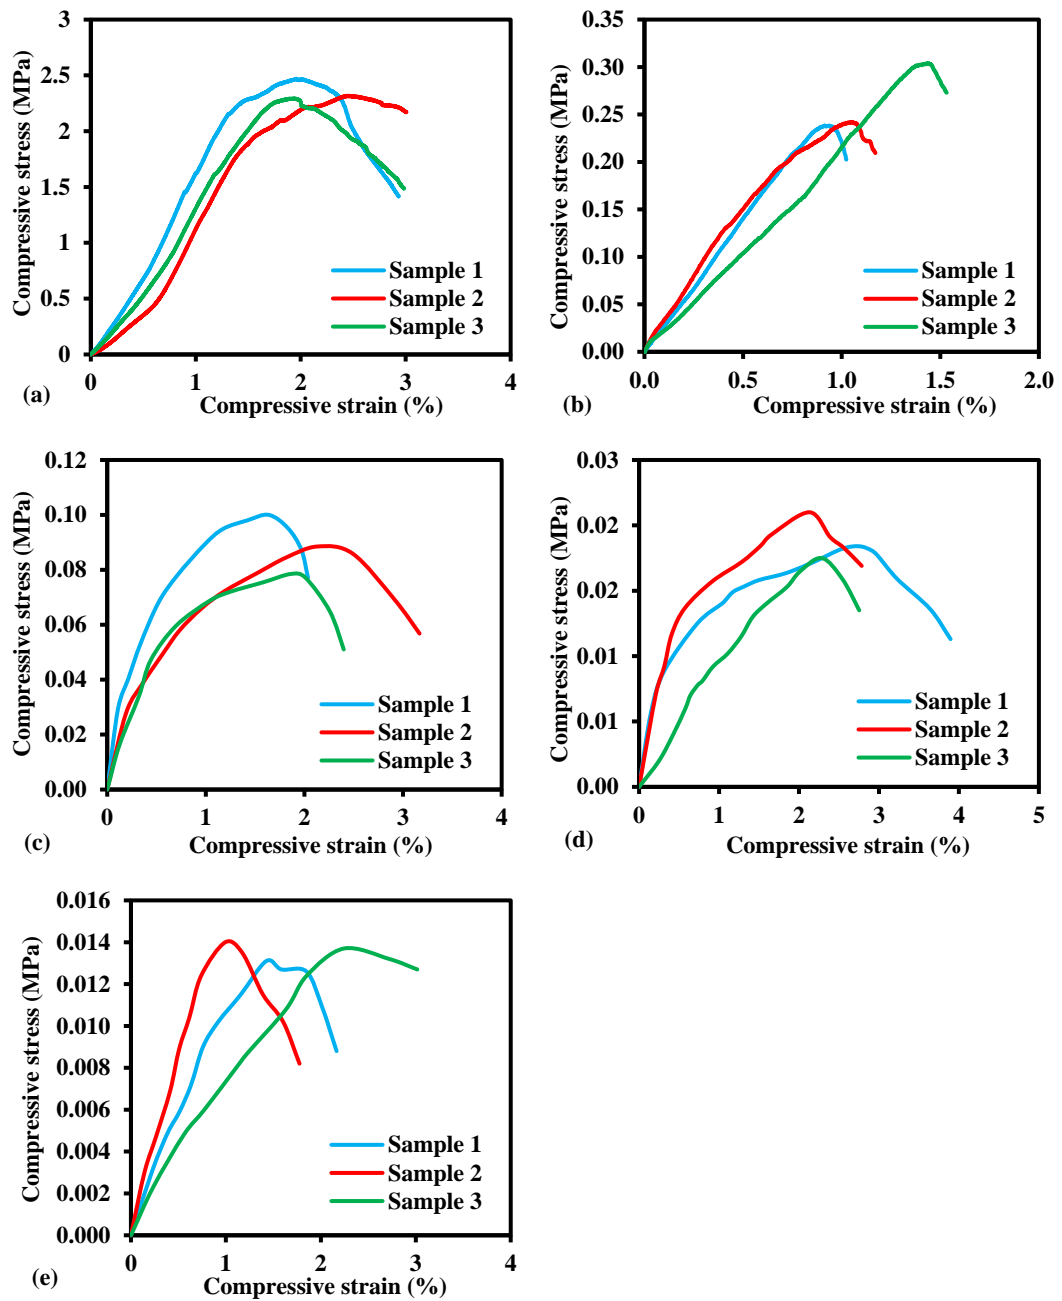 3
2.5
2
1.5
1
0.5
0
Compressive stress (MPa)
Sample 1
Sample 2
Sample 3
0 1 2 3 4
Compressive strain (%)
(a)
0.35
0.30
0.25
0.20
0.15
0.10
0.05
0.00
Compressive stress (MPa)
Sample 1
Sample 2
Sample 3
0.0 0.5 1.0 1.5 2.0
Compressive strain (%)
(b)
0.12
0.10
0.08
0.06
0.04
0.02
0.00
Compressive stress (MPa)
Sample 1
Sample 2
Sample 3
0 1 2 3 4
Compressive strain (%)
(c)
0.03
0.02
0.02
0.01
0.01
0.00
Compressive stress (MPa)
Sample 1
Sample 2
Sample 3
0 1 2 3 4 5
Compressive strain (%)
(d)
0.016
0.014
0.012
0.010
0.008
0.006
0.004
0.002
0.000
Compressive stress (MPa)
Sample 1
Sample 2
Sample 3
0 1 2 3 4
Compressive strain (%)
(e)